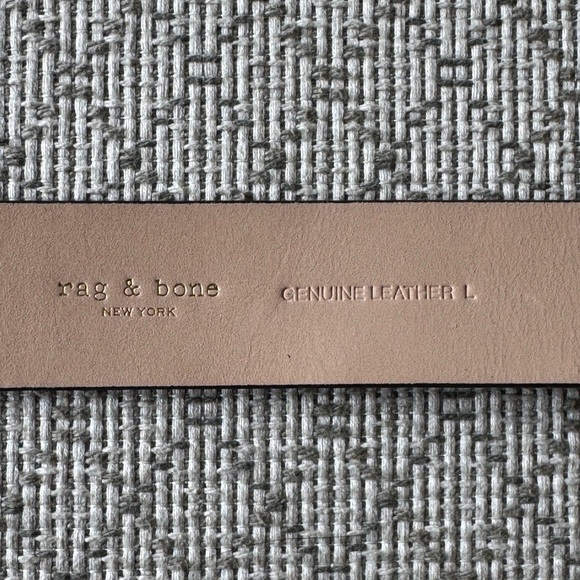 rag & bone
NEW YORK
GENUINE LEATHER L